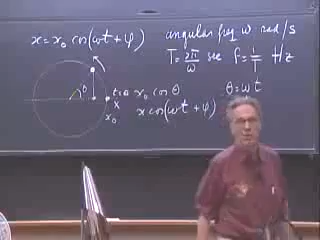 x = x₀ cos(ωt + φ)
angular freq ω rad/s
T = 2π/ω sec f = 1/T Hz
θ
t=0 x₀ cos θ
θ = ωt
x
x₀
x cos(ωt + φ)